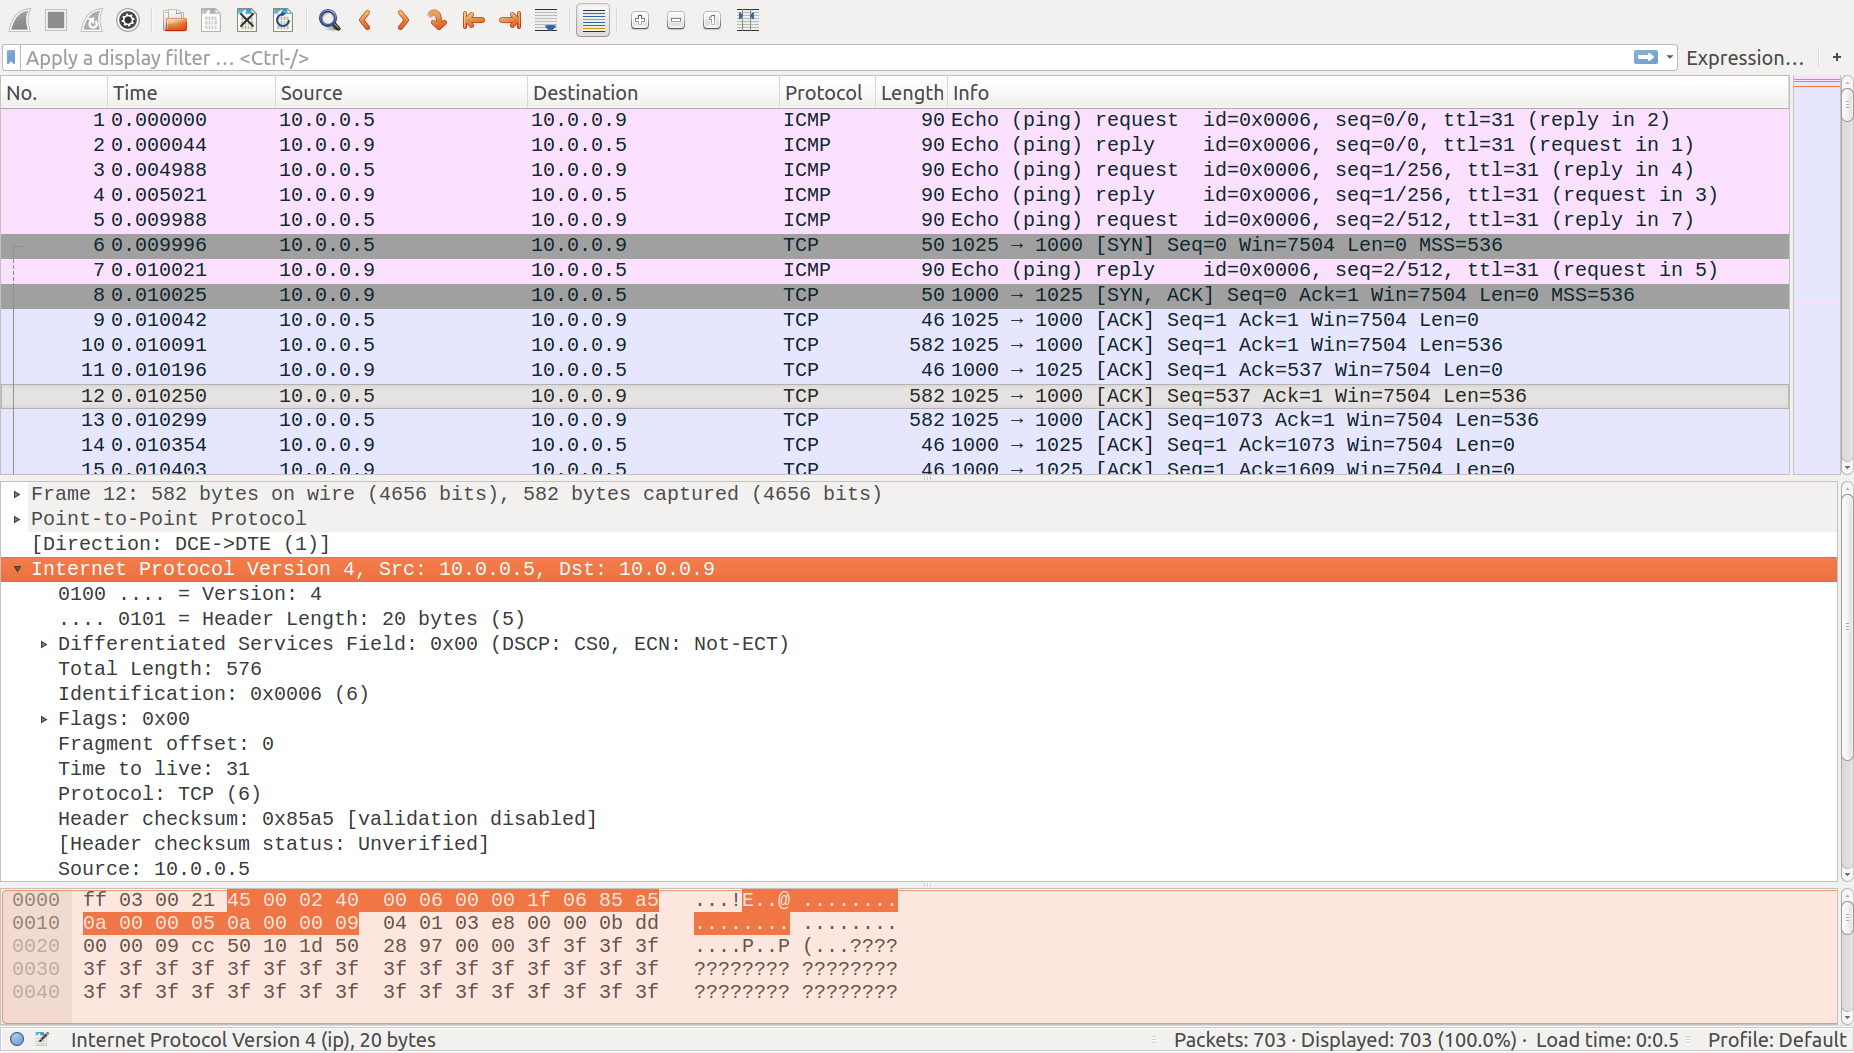 Apply a display filter … <Ctrl-/> Expression… +
No. Time Source Destination Protocol Length Info
1 0.000000 10.0.0.5 10.0.0.9 ICMP 90 Echo (ping) request  id=0x0006, seq=0/0, ttl=31 (reply in 2)
2 0.000044 10.0.0.9 10.0.0.5 ICMP 90 Echo (ping) reply    id=0x0006, seq=0/0, ttl=31 (request in 1)
3 0.004988 10.0.0.5 10.0.0.9 ICMP 90 Echo (ping) request  id=0x0006, seq=1/256, ttl=31 (reply in 4)
4 0.005021 10.0.0.9 10.0.0.5 ICMP 90 Echo (ping) reply    id=0x0006, seq=1/256, ttl=31 (request in 3)
5 0.009988 10.0.0.5 10.0.0.9 ICMP 90 Echo (ping) request  id=0x0006, seq=2/512, ttl=31 (reply in 7)
6 0.009996 10.0.0.5 10.0.0.9 TCP 50 1025 → 1000 [SYN] Seq=0 Win=7504 Len=0 MSS=536
7 0.010021 10.0.0.9 10.0.0.5 ICMP 90 Echo (ping) reply    id=0x0006, seq=2/512, ttl=31 (request in 5)
8 0.010025 10.0.0.9 10.0.0.5 TCP 50 1000 → 1025 [SYN, ACK] Seq=0 Ack=1 Win=7504 Len=0 MSS=536
9 0.010042 10.0.0.5 10.0.0.9 TCP 46 1025 → 1000 [ACK] Seq=1 Ack=1 Win=7504 Len=0
10 0.010091 10.0.0.5 10.0.0.9 TCP 582 1025 → 1000 [ACK] Seq=1 Ack=1 Win=7504 Len=536
11 0.010196 10.0.0.9 10.0.0.5 TCP 46 1000 → 1025 [ACK] Seq=1 Ack=537 Win=7504 Len=0
12 0.010250 10.0.0.5 10.0.0.9 TCP 582 1025 → 1000 [ACK] Seq=537 Ack=1 Win=7504 Len=536
13 0.010299 10.0.0.5 10.0.0.9 TCP 582 1025 → 1000 [ACK] Seq=1073 Ack=1 Win=7504 Len=536
14 0.010354 10.0.0.9 10.0.0.5 TCP 46 1000 → 1025 [ACK] Seq=1 Ack=1073 Win=7504 Len=0
15 0.010403 10.0.0.9 10.0.0.5 TCP 46 1000 → 1025 [ACK] Seq=1 Ack=1609 Win=7504 Len=0
Frame 12: 582 bytes on wire (4656 bits), 582 bytes captured (4656 bits)
Point-to-Point Protocol
[Direction: DCE->DTE (1)]
Internet Protocol Version 4, Src: 10.0.0.5, Dst: 10.0.0.9
0100 .... = Version: 4
.... 0101 = Header Length: 20 bytes (5)
Differentiated Services Field: 0x00 (DSCP: CS0, ECN: Not-ECT)
Total Length: 576
Identification: 0x0006 (6)
Flags: 0x00
Fragment offset: 0
Time to live: 31
Protocol: TCP (6)
Header checksum: 0x85a5 [validation disabled]
[Header checksum status: Unverified]
Source: 10.0.0.5
0000 ff 03 00 21 45 00 02 40  00 06 00 00 1f 06 85 a5   ...!E..@ ........
0010 0a 00 00 05 0a 00 00 09  04 01 03 e8 00 00 0b dd   ........ ........
0020 00 00 09 cc 50 10 1d 50  28 97 00 00 3f 3f 3f 3f   ....P..P (...????
0030 3f 3f 3f 3f 3f 3f 3f 3f  3f 3f 3f 3f 3f 3f 3f 3f   ???????? ????????
0040 3f 3f 3f 3f 3f 3f 3f 3f  3f 3f 3f 3f 3f 3f 3f 3f   ???????? ????????
Internet Protocol Version 4 (ip), 20 bytes Packets: 703 · Displayed: 703 (100.0%) · Load time: 0:0.5 Profile: Default